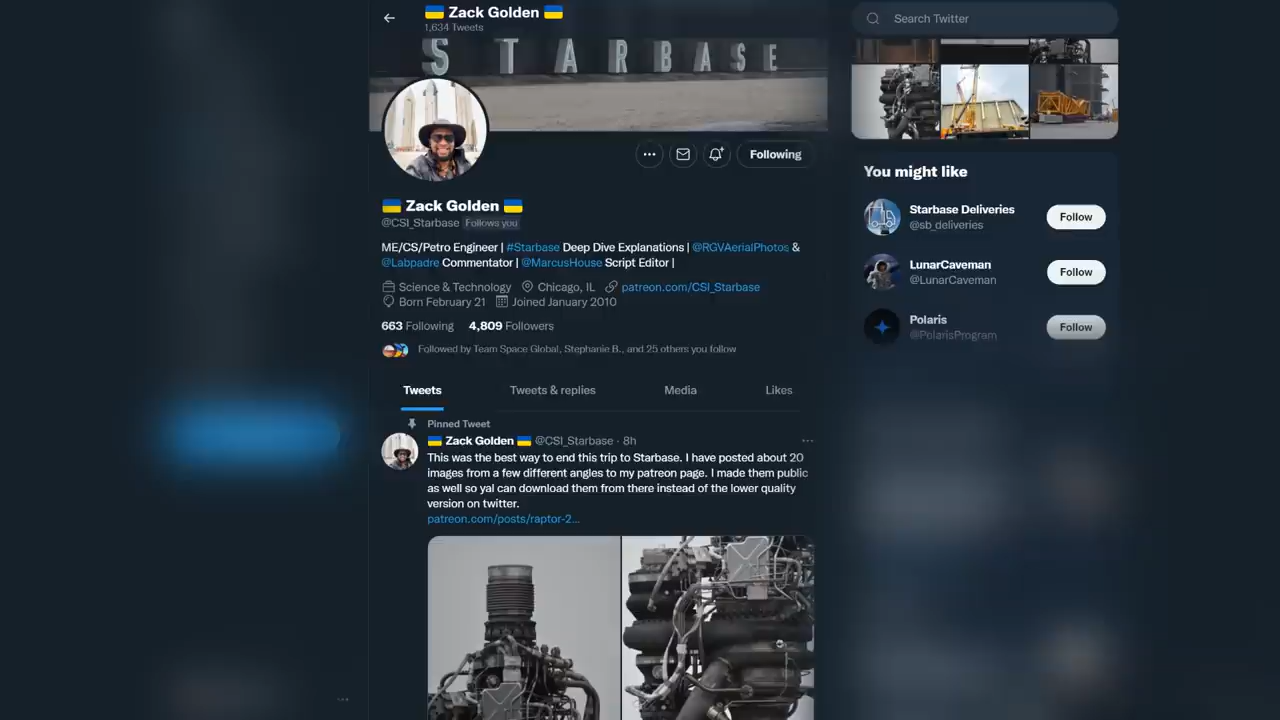 Zack Golden
1,634 Tweets
STARBASE
Following
Zack Golden
@CSI_Starbase Follows you
ME/CS/Petro Engineer | #Starbase Deep Dive Explanations | @RGVAerialPhotos &
@Labpadre Commentator | @MarcusHouse Script Editor |
Science & Technology Chicago, IL patreon.com/CSI_Starbase
Born February 21 Joined January 2010
663 Following 4,809 Followers
Followed by Team Space Global, Stephanie B., and 25 others you follow
Tweets Tweets & replies Media Likes
Pinned Tweet
Zack Golden @CSI_Starbase · 8h
This was the best way to end this trip to Starbase. I have posted about 20
images from a few different angles to my patreon page. I made them public
as well so yal can download them from there instead of the lower quality
version on twitter.
patreon.com/posts/raptor-2...
Search Twitter
You might like
Starbase Deliveries
@sb_deliveries
Follow
LunarCaveman
@LunarCaveman
Follow
Polaris
@PolarisProgram
Follow